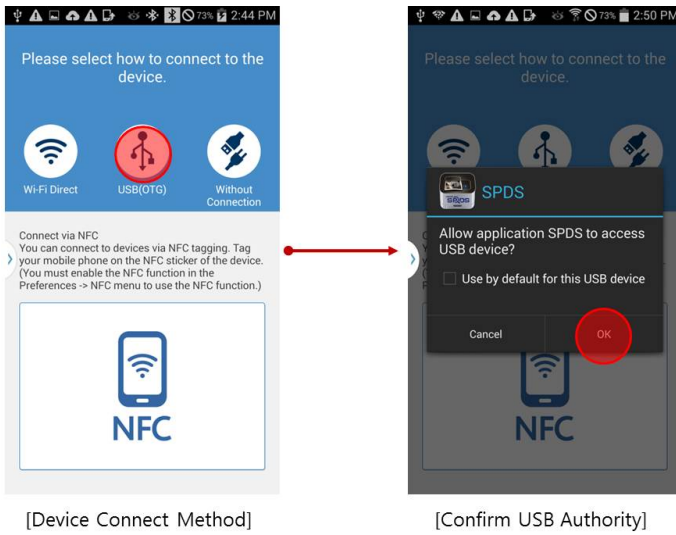 73% 2:44 PM
Please select how to connect to the
device.
Wi-Fi Direct
USB(OTG)
Without
Connection
Connect via NFC
You can connect to devices via NFC tagging. Tag
your mobile phone on the NFC sticker of the device.
(You must enable the NFC function in the
Preferences -> NFC menu to use the NFC function.)
NFC
[Device Connect Method]
73% 2:50 PM
Please select how to connect to the
device.
SPDS
Allow application SPDS to access
USB device?
Use by default for this USB device
Cancel
OK
NFC
[Confirm USB Authority]